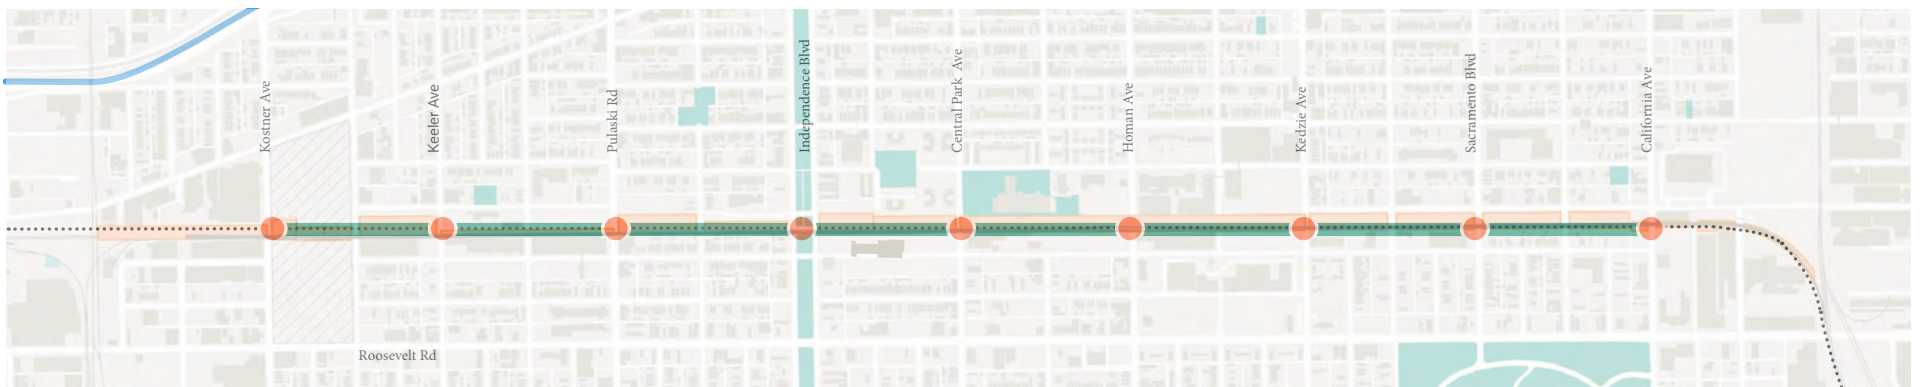 Kostner Ave
Keeler Ave
Pulaski Rd
Independence Blvd
Central Park Ave
Homan Ave
Kedzie Ave
Sacramento Blvd
California Ave
Roosevelt Rd